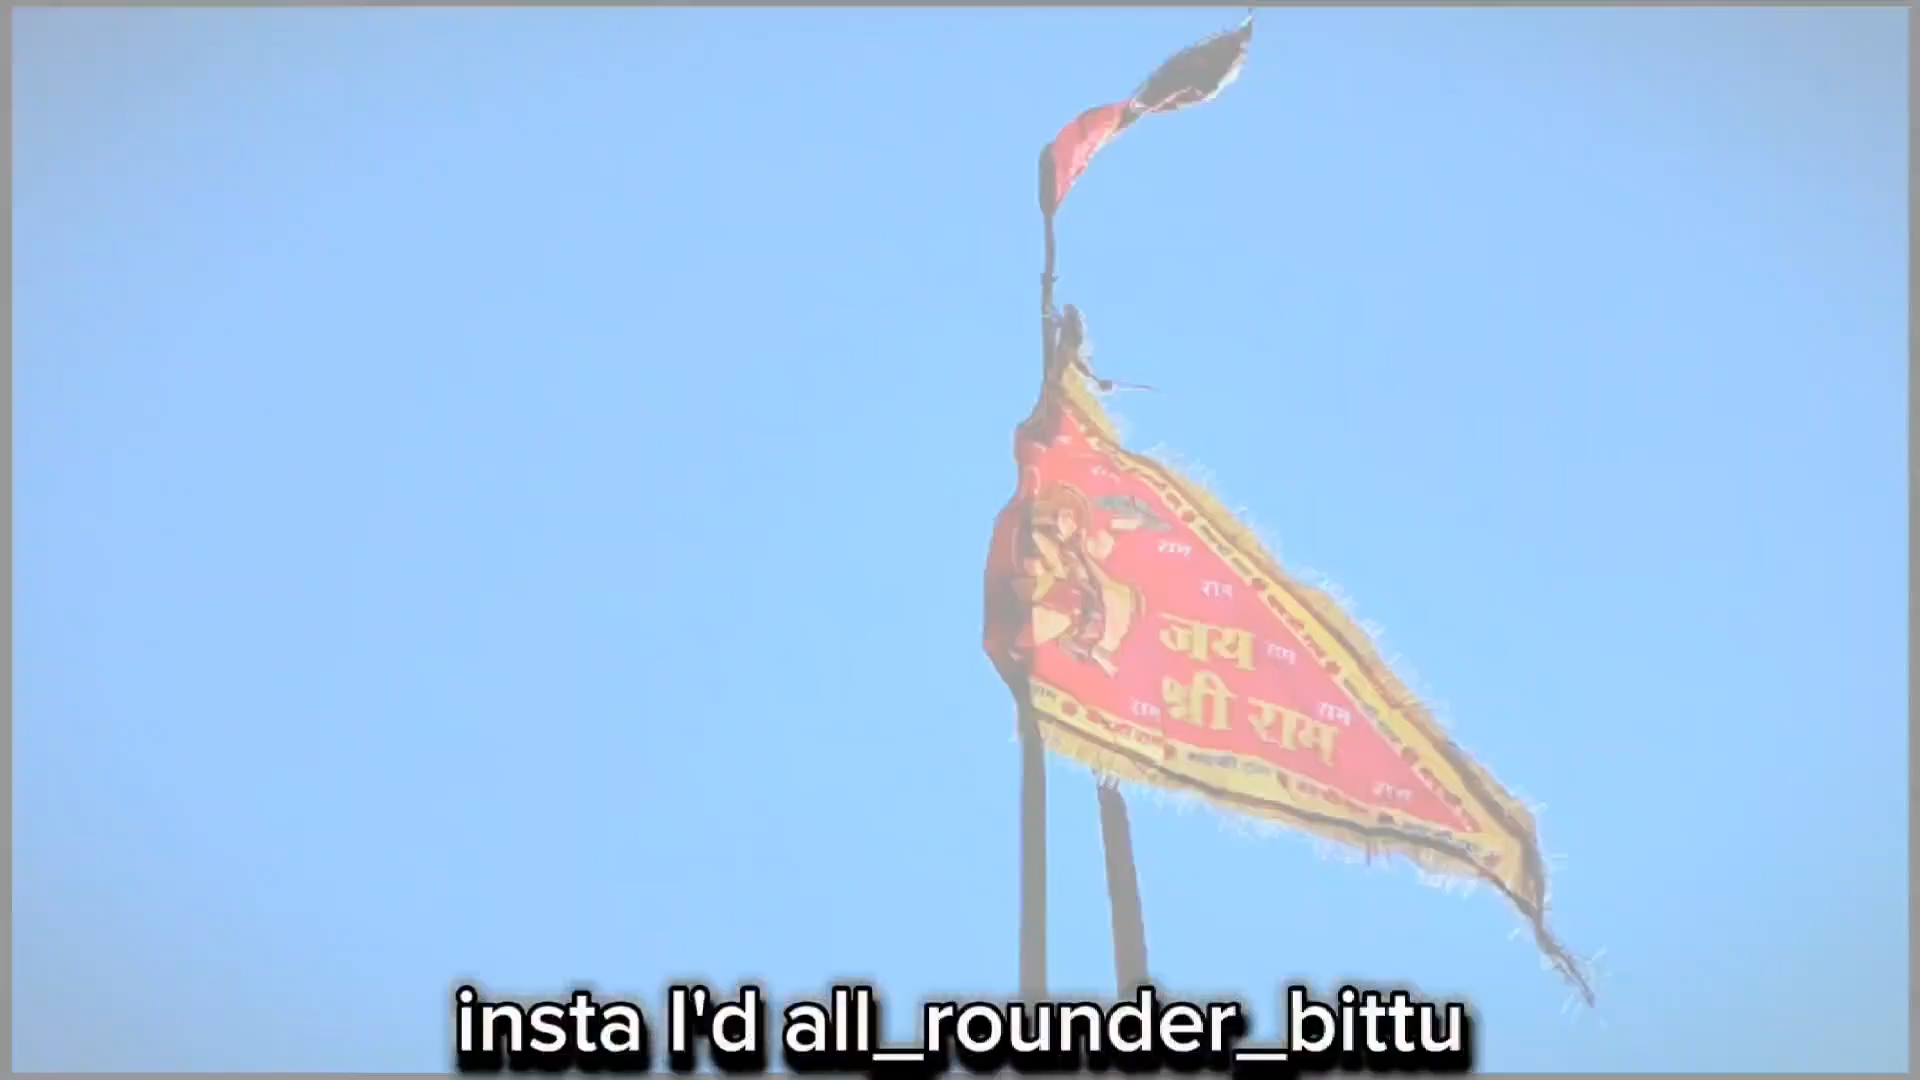 राम
राम
जय राम
श्री राम राम
राम
insta I'd all_rounder_bittu